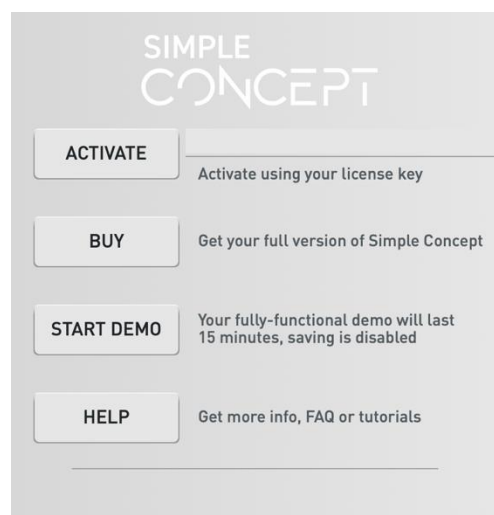 SIMPLE
CONCEPT
ACTIVATE
Activate using your license key
BUY
Get your full version of Simple Concept
START DEMO
Your fully-functional demo will last
15 minutes, saving is disabled
HELP
Get more info, FAQ or tutorials